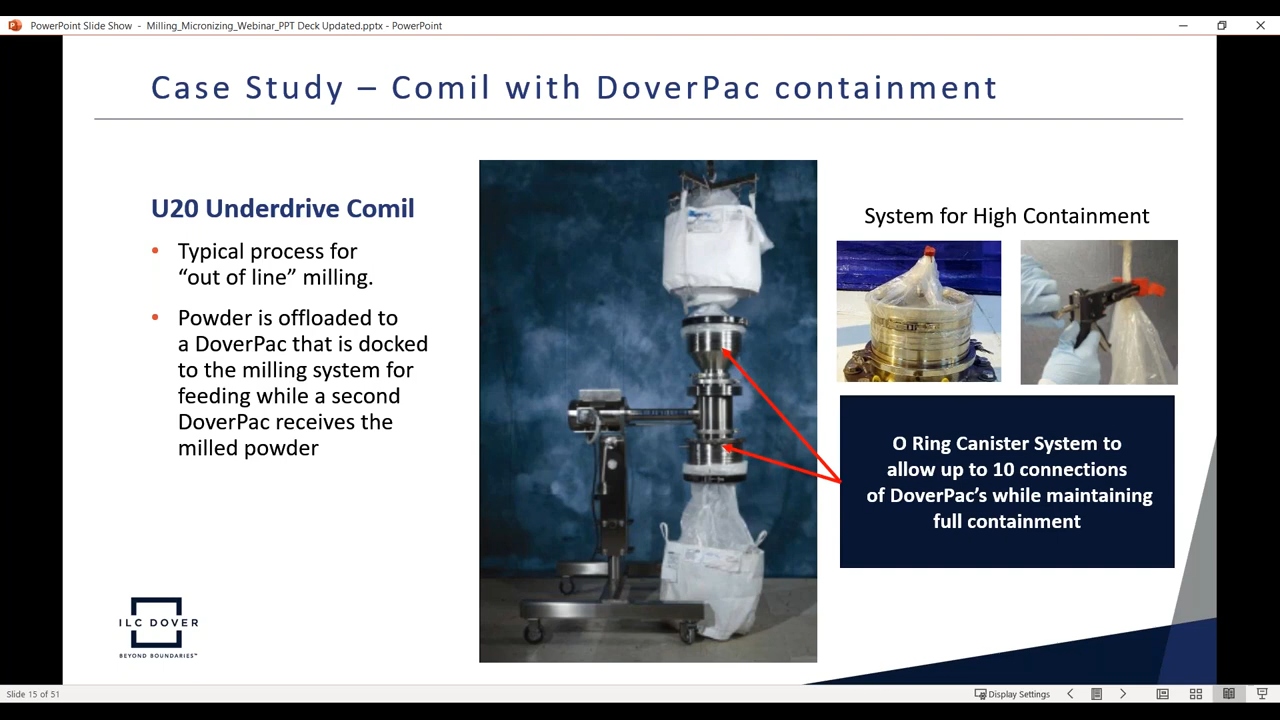 PowerPoint Slide Show - Milling_Micronizing_Webinar_PPT Deck Updated.pptx - PowerPoint
Case Study – Comil with DoverPac containment
U20 Underdrive Comil
• Typical process for
“out of line” milling.
• Powder is offloaded to
a DoverPac that is docked
to the milling system for
feeding while a second
DoverPac receives the
milled powder
System for High Containment
O Ring Canister System to
allow up to 10 connections
of DoverPac’s while maintaining
full containment
ILC DOVER
BEYOND BOUNDARIES™
Slide 15 of 51
Display Settings